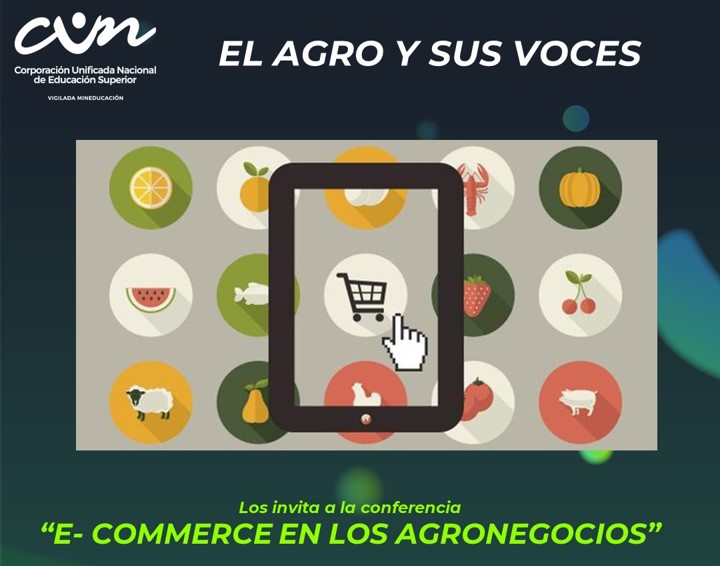 cun
Corporación Unificada Nacional
de Educación Superior
VIGILADA MINEDUCACIÓN
EL AGRO Y SUS VOCES
Los invita a la conferencia
“E- COMMERCE EN LOS AGRONEGOCIOS”